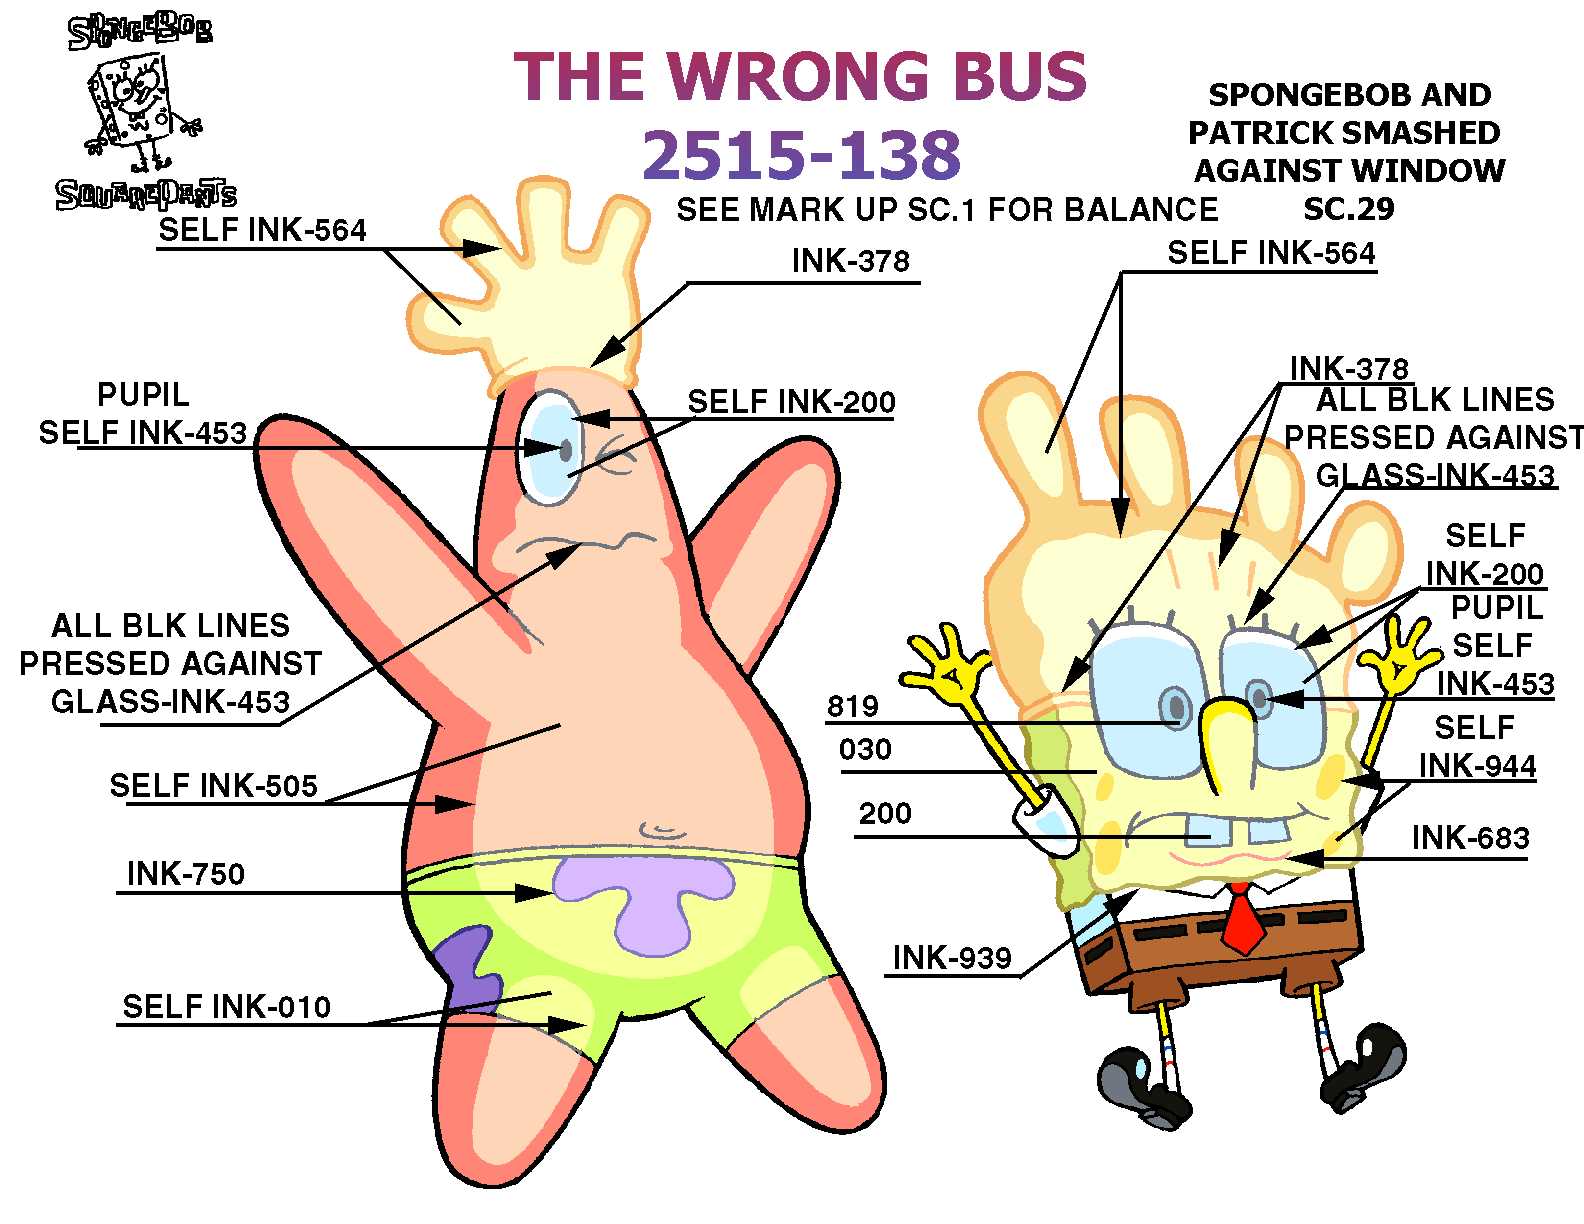 SPONGEBOB
SQUAREPANTS
THE WRONG BUS
2515-138
SEE MARK UP SC.1 FOR BALANCE
SPONGEBOB AND
PATRICK SMASHED
AGAINST WINDOW
SC.29
SELF INK-564
INK-378
PUPIL
SELF INK-453
SELF INK-200
ALL BLK LINES
PRESSED AGAINST
GLASS-INK-453
SELF INK-505
INK-750
SELF INK-010
SELF INK-564
INK-378
ALL BLK LINES
PRESSED AGAINST
GLASS-INK-453
SELF
INK-200
PUPIL
SELF
INK-453
819
030
200
SELF
INK-944
INK-683
INK-939